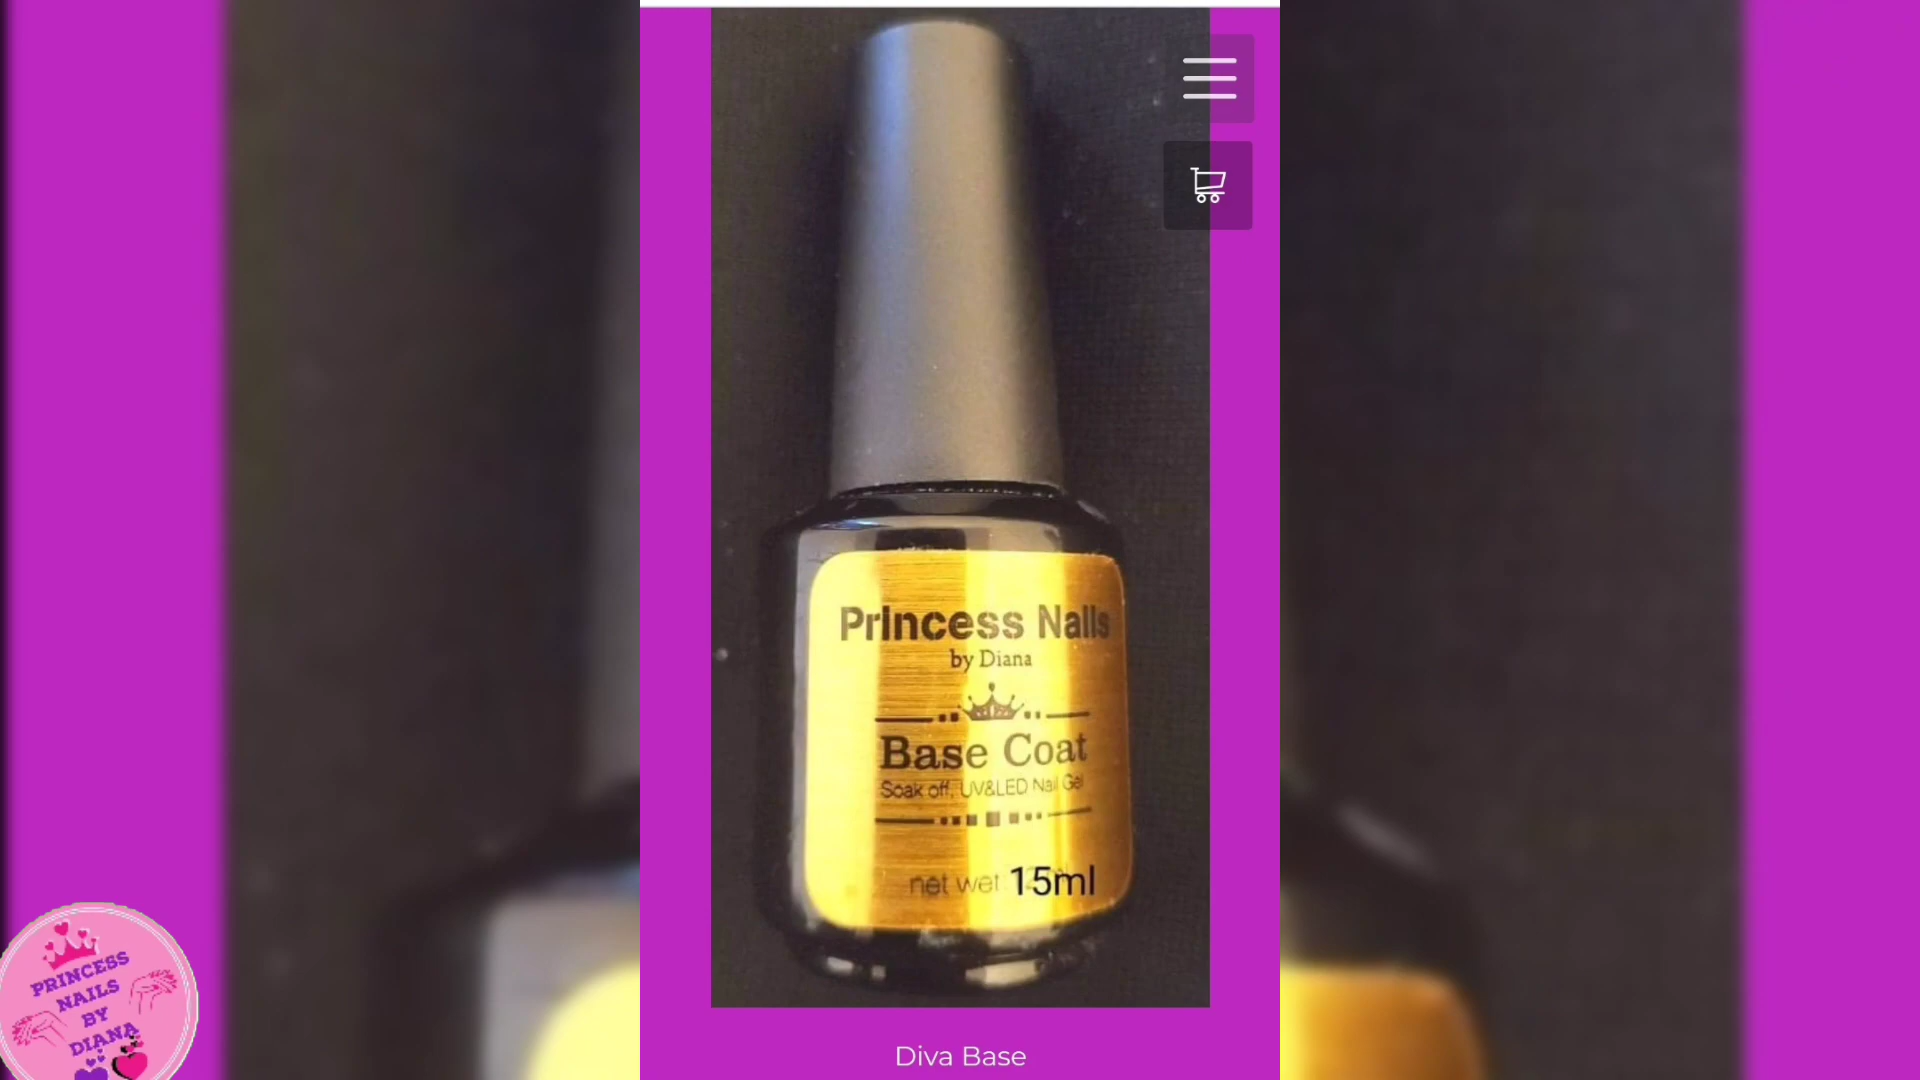 Princess Nails
by Diana
Base Coat
Soak off, UV&LED Nail Gel
net wet 15ml
Diva Base
PRINCESS
NAILS
BY
DIANA